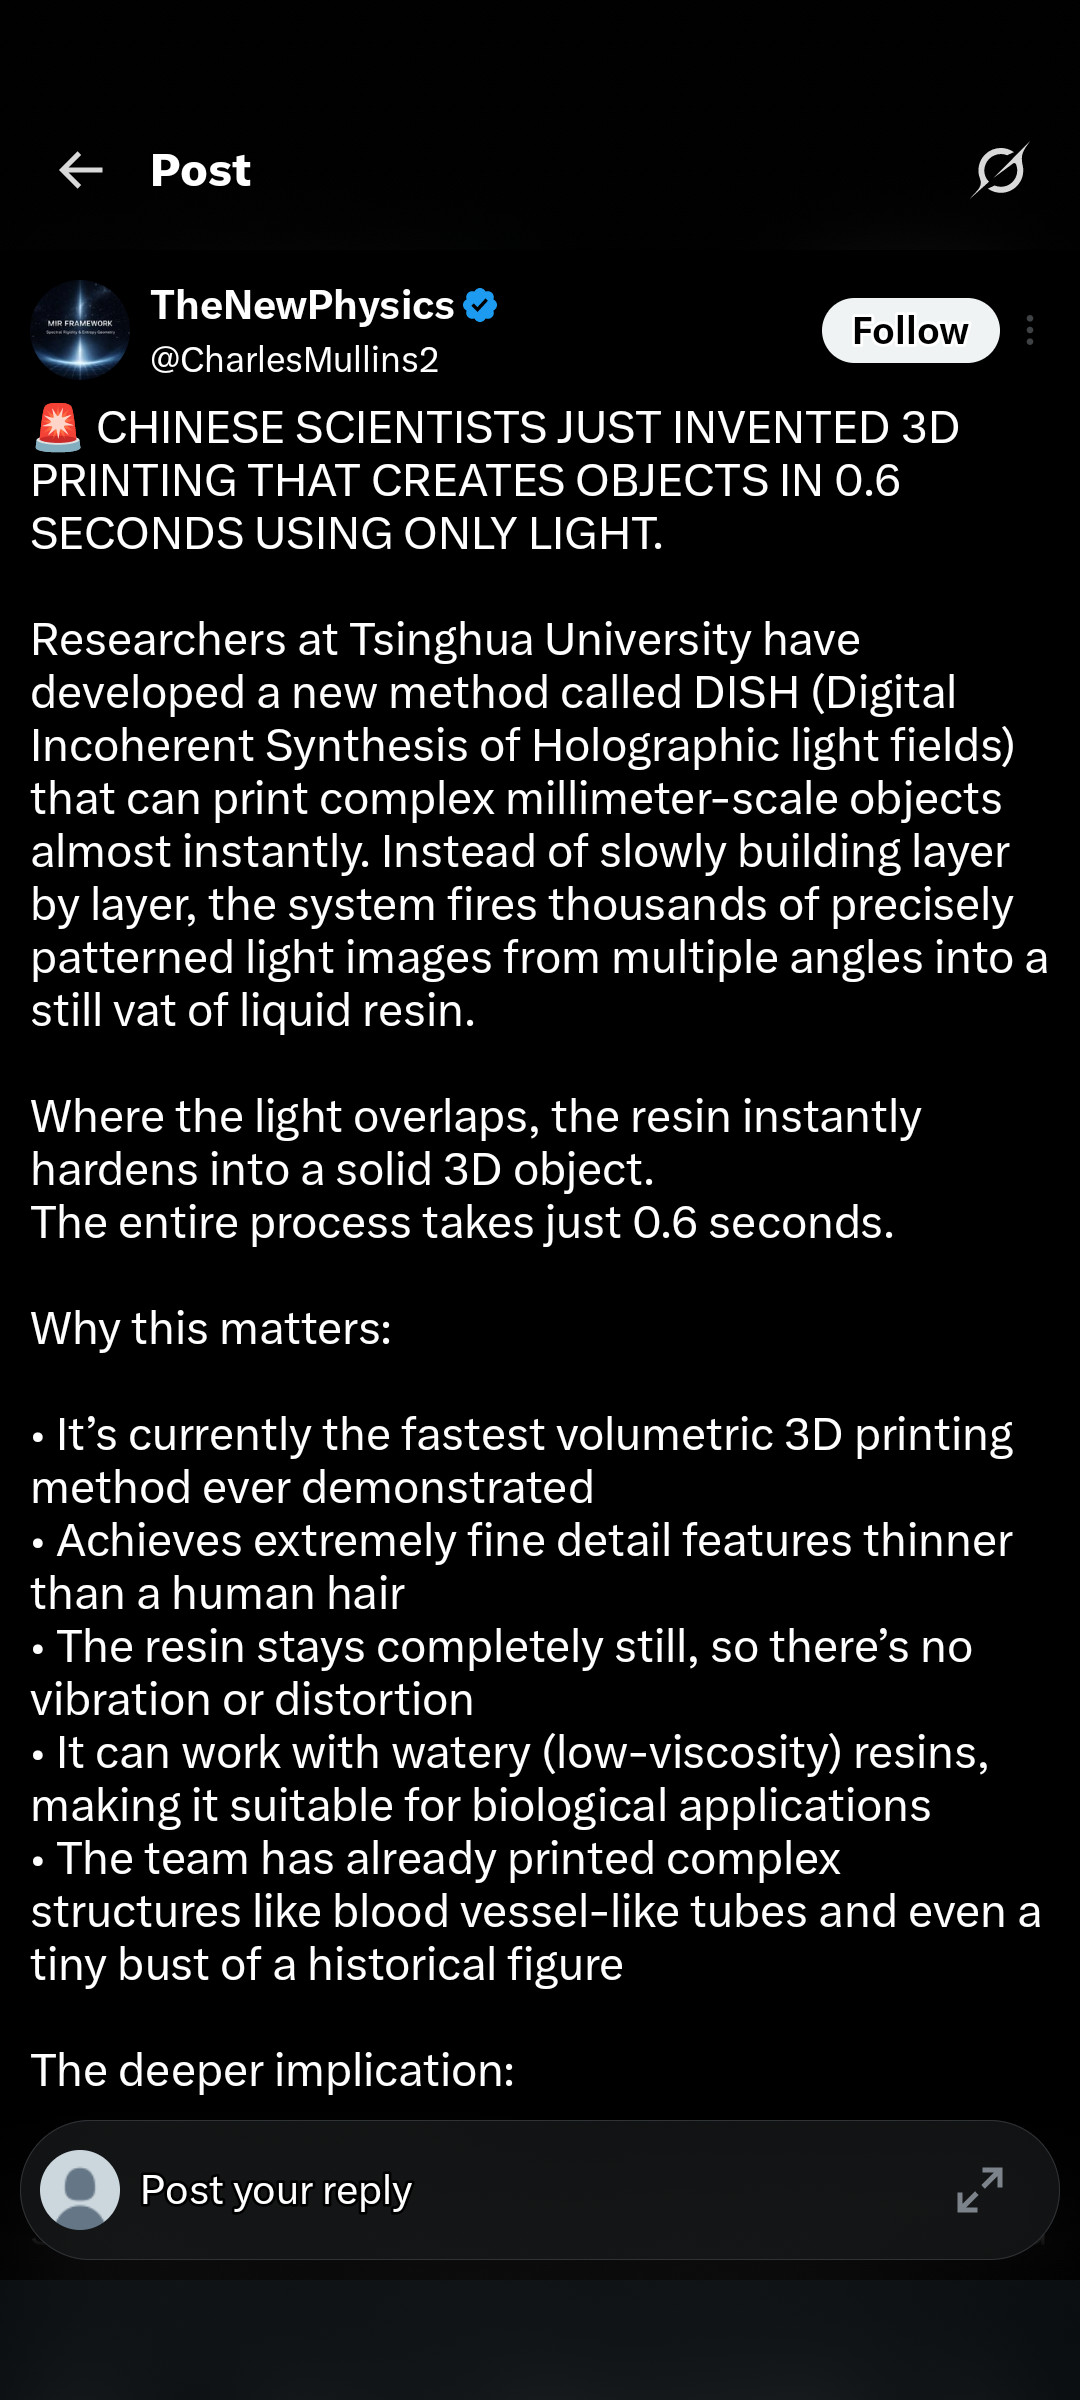 Post
TheNewPhysics
@CharlesMullins2
Follow
MIR FRAMEWORK
Spectral Rigidity & Entropy Geometry
🚨 CHINESE SCIENTISTS JUST INVENTED 3D
PRINTING THAT CREATES OBJECTS IN 0.6
SECONDS USING ONLY LIGHT.
Researchers at Tsinghua University have
developed a new method called DISH (Digital
Incoherent Synthesis of Holographic light fields)
that can print complex millimeter-scale objects
almost instantly. Instead of slowly building layer
by layer, the system fires thousands of precisely
patterned light images from multiple angles into a
still vat of liquid resin.
Where the light overlaps, the resin instantly
hardens into a solid 3D object.
The entire process takes just 0.6 seconds.
Why this matters:
• It’s currently the fastest volumetric 3D printing
method ever demonstrated
• Achieves extremely fine detail features thinner
than a human hair
• The resin stays completely still, so there’s no
vibration or distortion
• It can work with watery (low-viscosity) resins,
making it suitable for biological applications
• The team has already printed complex
structures like blood vessel-like tubes and even a
tiny bust of a historical figure
The deeper implication:
Post your reply